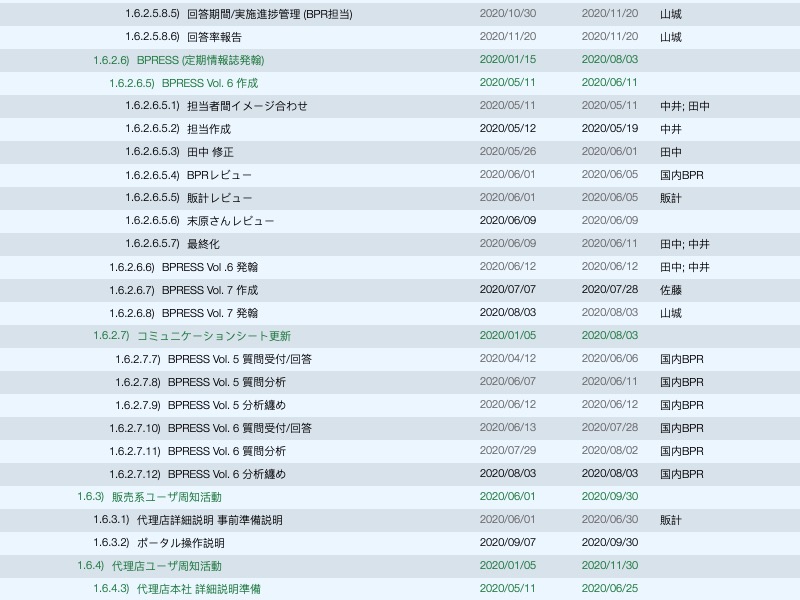 1.6.2.5.8.5) 回答期間/実施進捗管理 (BPR担当) 2020/10/30 2020/11/20 山城
1.6.2.5.8.6) 回答率報告 2020/11/20 2020/11/20 山城
1.6.2.6) BPRESS (定期情報誌発翰) 2020/01/15 2020/08/03
1.6.2.6.5) BPRESS Vol. 6 作成 2020/05/11 2020/06/11
1.6.2.6.5.1) 担当者間イメージ合わせ 2020/05/11 2020/05/11 中井; 田中
1.6.2.6.5.2) 担当作成 2020/05/12 2020/05/19 中井
1.6.2.6.5.3) 田中 修正 2020/05/26 2020/06/01 田中
1.6.2.6.5.4) BPRレビュー 2020/06/01 2020/06/05 国内BPR
1.6.2.6.5.5) 販計レビュー 2020/06/01 2020/06/05 販計
1.6.2.6.5.6) 末原さんレビュー 2020/06/09 2020/06/09
1.6.2.6.5.7) 最終化 2020/06/09 2020/06/11 田中; 中井
1.6.2.6.6) BPRESS Vol .6 発翰 2020/06/12 2020/06/12 田中; 中井
1.6.2.6.7) BPRESS Vol. 7 作成 2020/07/07 2020/07/28 佐藤
1.6.2.6.8) BPRESS Vol. 7 発翰 2020/08/03 2020/08/03 山城
1.6.2.7) コミュニケーションシート更新 2020/01/05 2020/08/03
1.6.2.7.7) BPRESS Vol. 5 質問受付/回答 2020/04/12 2020/06/06 国内BPR
1.6.2.7.8) BPRESS Vol. 5 質問分析 2020/06/07 2020/06/11 国内BPR
1.6.2.7.9) BPRESS Vol. 5 分析纏め 2020/06/12 2020/06/12 国内BPR
1.6.2.7.10) BPRESS Vol. 6 質問受付/回答 2020/06/13 2020/07/28 国内BPR
1.6.2.7.11) BPRESS Vol. 6 質問分析 2020/07/29 2020/08/02 国内BPR
1.6.2.7.12) BPRESS Vol. 6 分析纏め 2020/08/03 2020/08/03 国内BPR
1.6.3) 販売系ユーザ周知活動 2020/06/01 2020/09/30
1.6.3.1) 代理店詳細説明 事前準備説明 2020/06/01 2020/06/30 販計
1.6.3.2) ポータル操作説明 2020/09/07 2020/09/30
1.6.4) 代理店ユーザ周知活動 2020/01/05 2020/11/30
1.6.4.3) 代理店本社 詳細説明準備 2020/05/11 2020/06/25